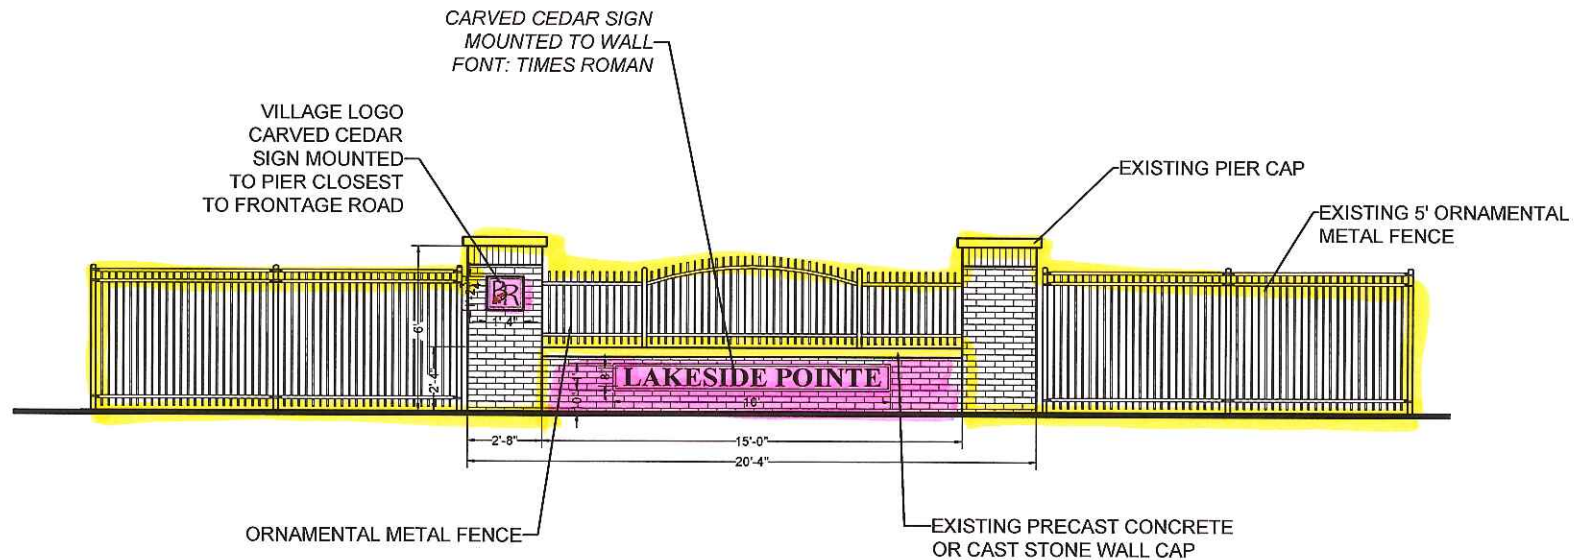 CARVED CEDAR SIGN
MOUNTED TO WALL
FONT: TIMES ROMAN
VILLAGE LOGO
CARVED CEDAR
SIGN MOUNTED
TO PIER CLOSEST
TO FRONTAGE ROAD
EXISTING PIER CAP
EXISTING 5' ORNAMENTAL
METAL FENCE
R
1'-4"
6'
2'-4"
LAKESIDE POINTE
10'
2'-8"
15'-0"
20'-4"
ORNAMENTAL METAL FENCE
EXISTING PRECAST CONCRETE
OR CAST STONE WALL CAP